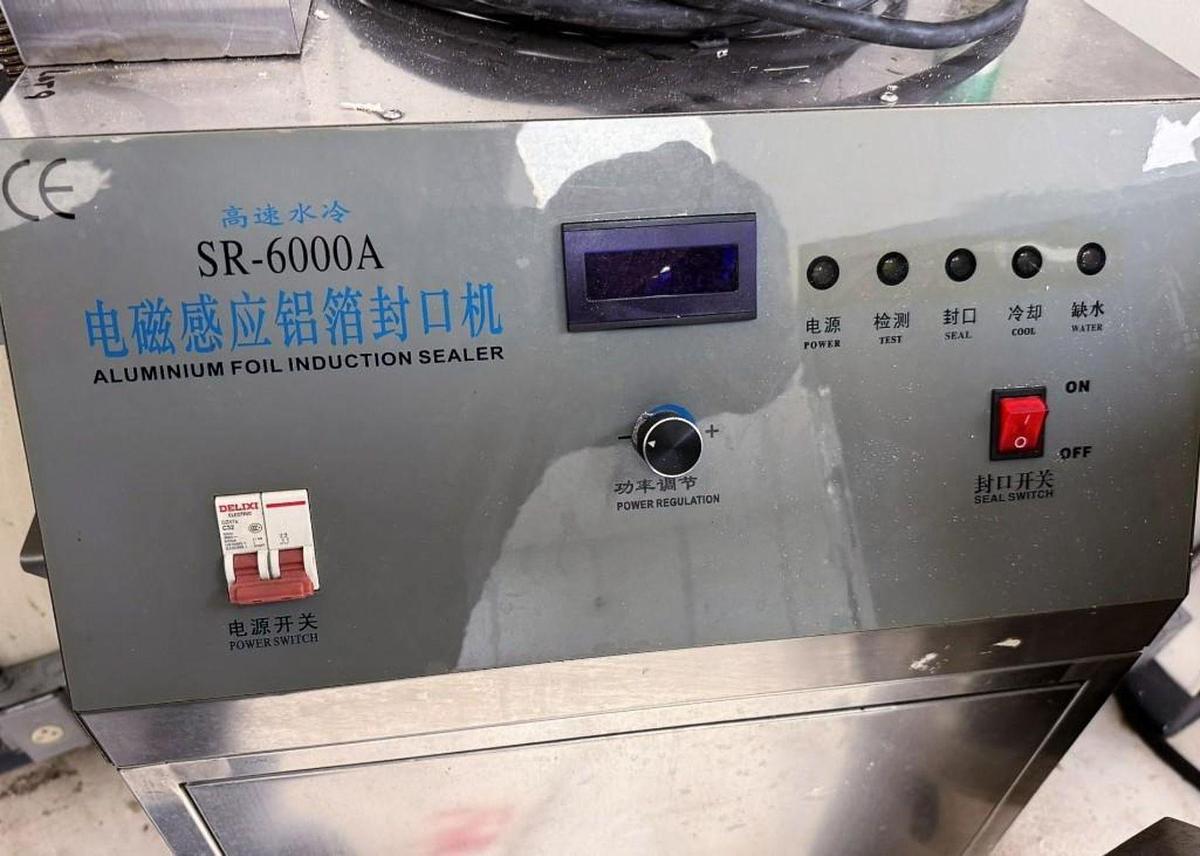 CE
高速水冷
SR-6000A
电磁感应铝箔封口机
ALUMINIUM FOIL INDUCTION SEALER
电源
POWER
检测
TEST
封口
SEAL
冷却
COOL
缺水
WATER
- +
功率调节
POWER REGULATION
ON
OFF
封口开关
SEAL SWITCH
DELIXI
ELECTRIC
C32
电源开关
POWER SWITCH